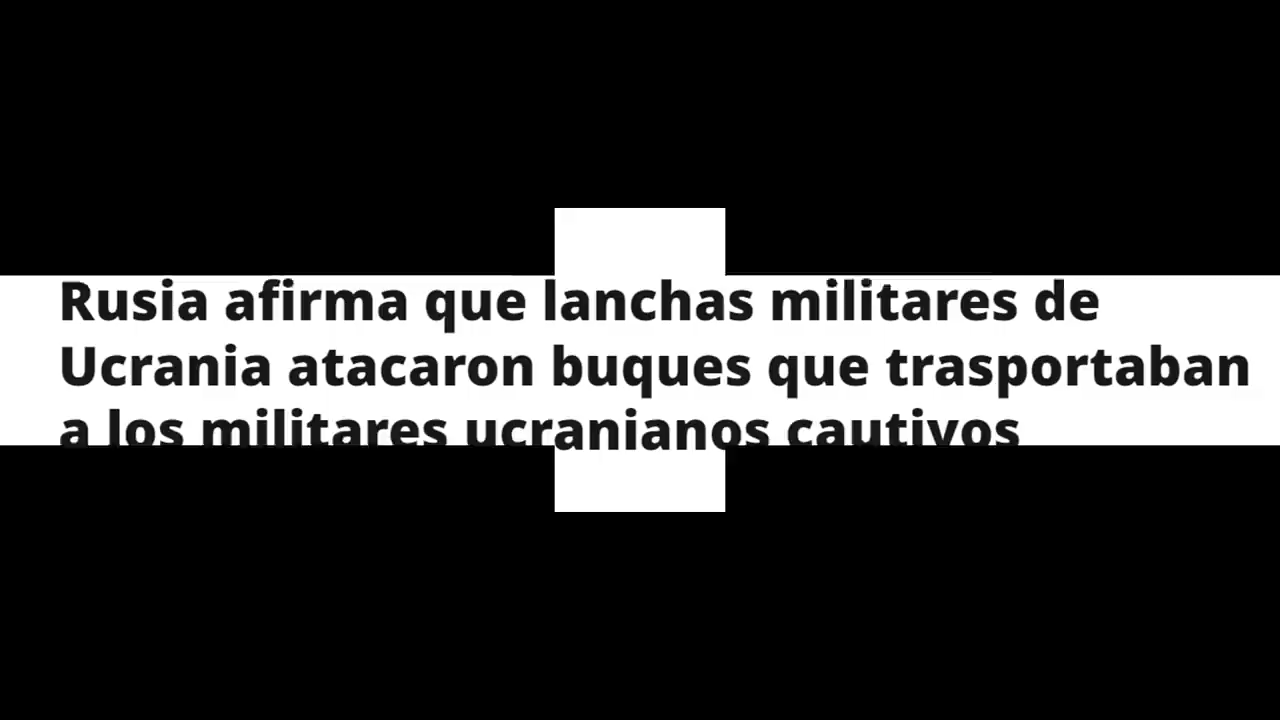 Rusia afirma que lanchas militares de
Ucrania atacaron buques que trasportaban
a los militares ucranianos cautivos